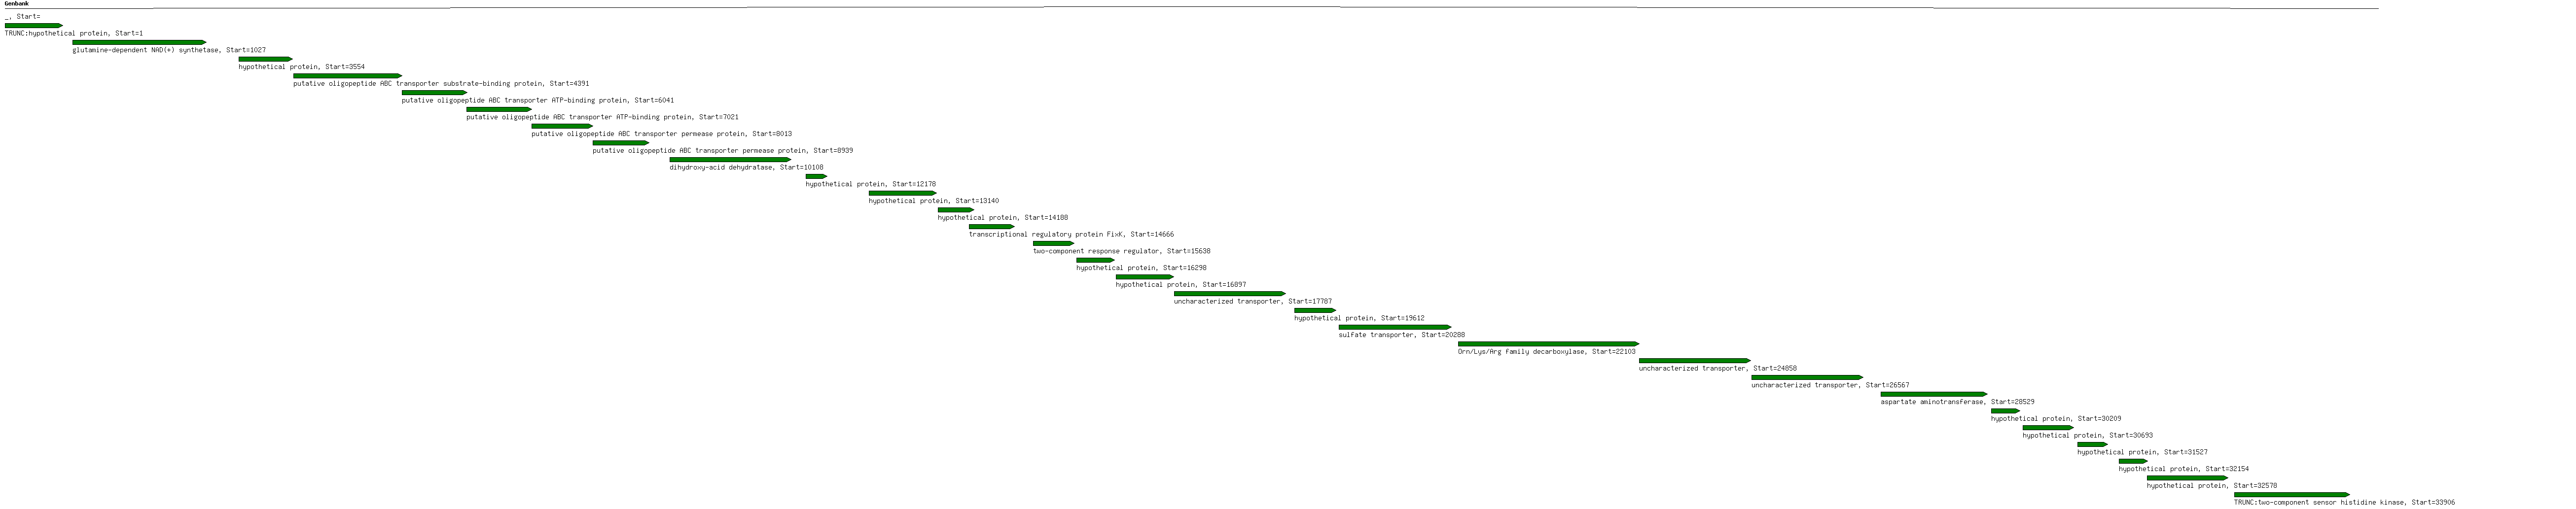 Genbank
_, Start=
TRUNC:hypothetical protein, Start=1
glutamine-dependent NAD(+) synthetase, Start=1027
hypothetical protein, Start=3554
putative oligopeptide ABC transporter substrate-binding protein, Start=4391
putative oligopeptide ABC transporter ATP-binding protein, Start=6041
putative oligopeptide ABC transporter ATP-binding protein, Start=7021
putative oligopeptide ABC transporter permease protein, Start=8013
putative oligopeptide ABC transporter permease protein, Start=8939
dihydroxy-acid dehydratase, Start=10108
hypothetical protein, Start=12178
hypothetical protein, Start=13140
hypothetical protein, Start=14188
transcriptional regulatory protein FixK, Start=14666
two-component response regulator, Start=15638
hypothetical protein, Start=16298
hypothetical protein, Start=16897
uncharacterized transporter, Start=17787
hypothetical protein, Start=19612
sulfate transporter, Start=20288
Orn/Lys/Arg family decarboxylase, Start=22103
uncharacterized transporter, Start=24858
uncharacterized transporter, Start=26567
aspartate aminotransferase, Start=28529
hypothetical protein, Start=30209
hypothetical protein, Start=30693
hypothetical protein, Start=31527
hypothetical protein, Start=32154
hypothetical protein, Start=32578
TRUNC:two-component sensor histidine kinase, Start=33906